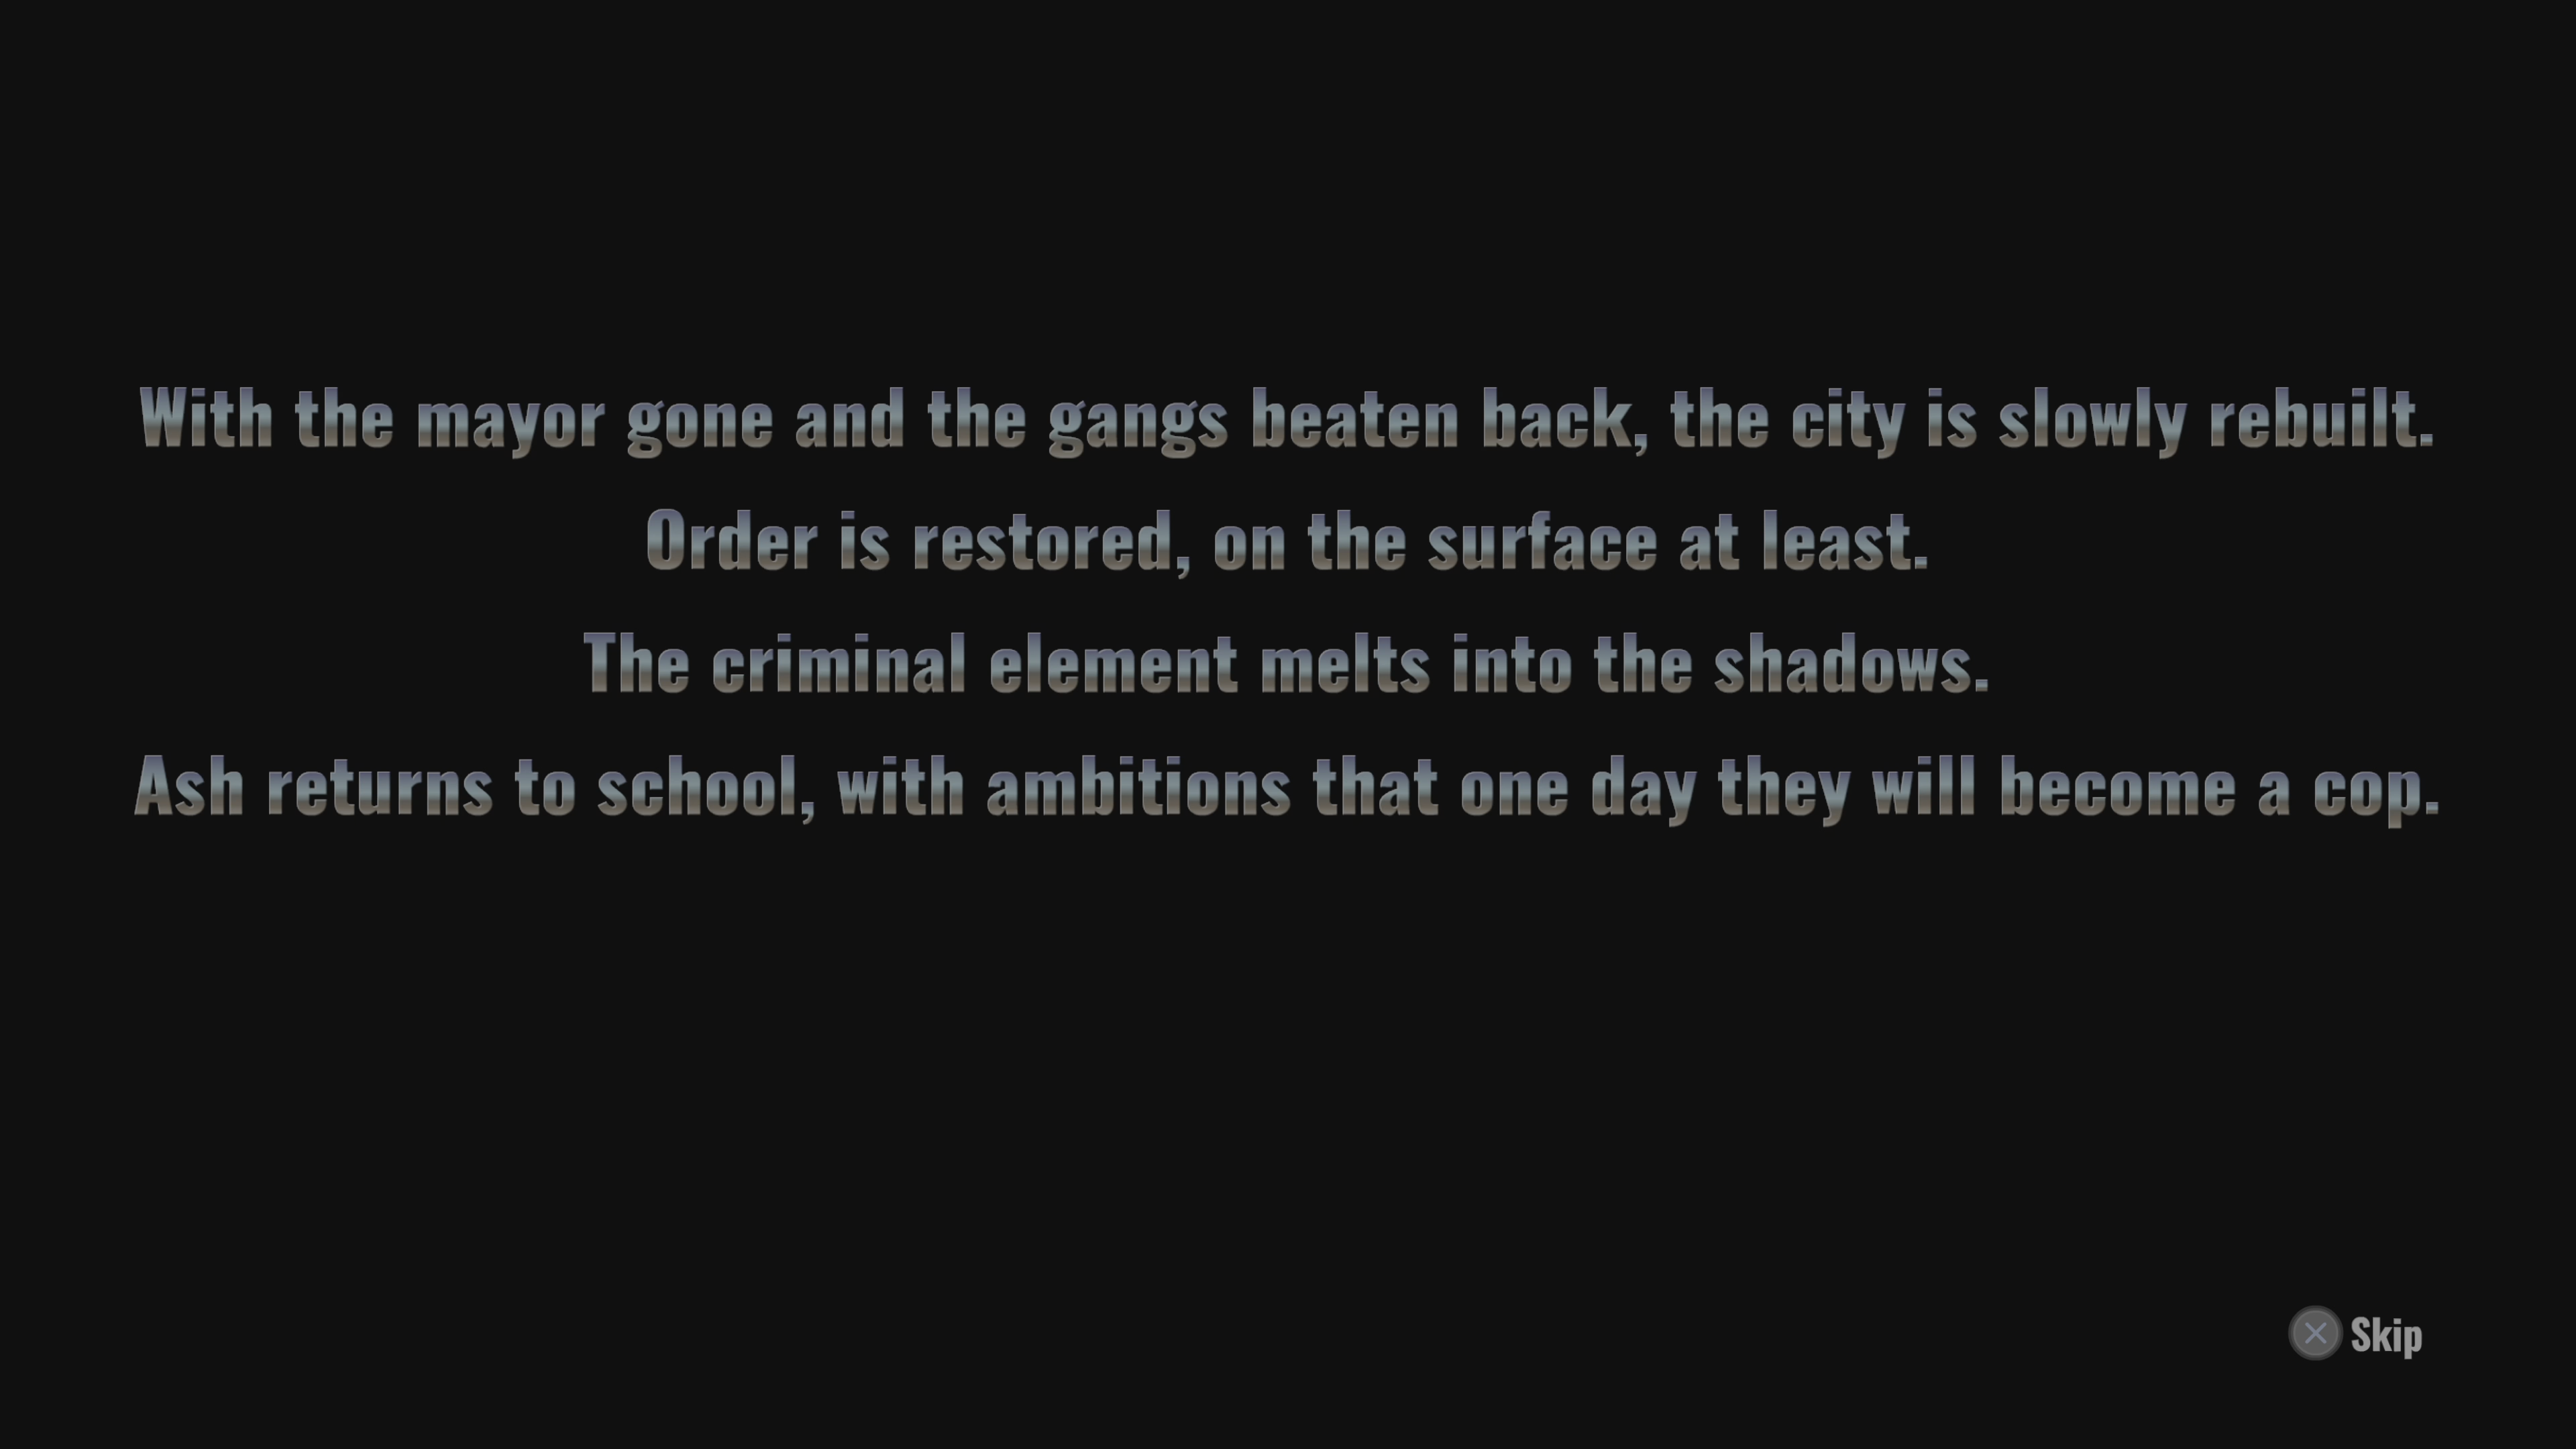 With the mayor gone and the gangs beaten back, the city is slowly rebuilt.
Order is restored, on the surface at least.
The criminal element melts into the shadows.
Ash returns to school, with ambitions that one day they will become a cop.
Skip